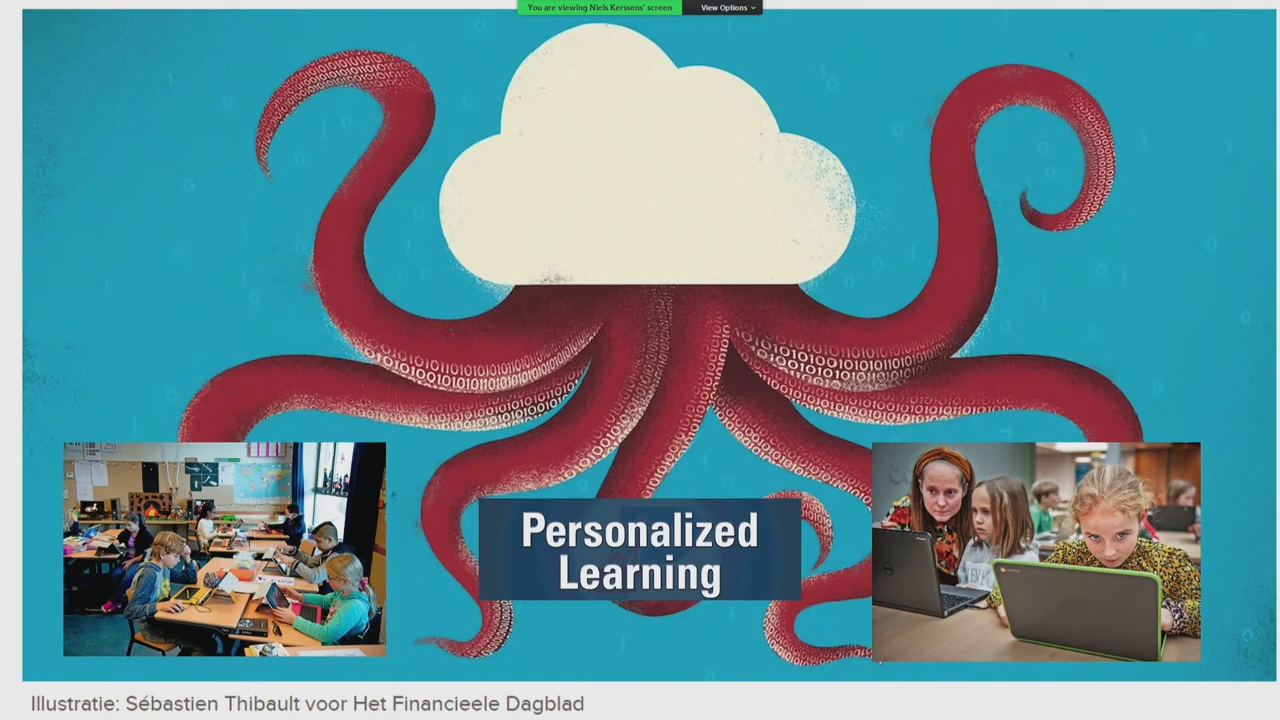 You are viewing Niels Kerssens' screen
View Options
Personalized
Learning
Illustratie: Sébastien Thibault voor Het Financieele Dagblad